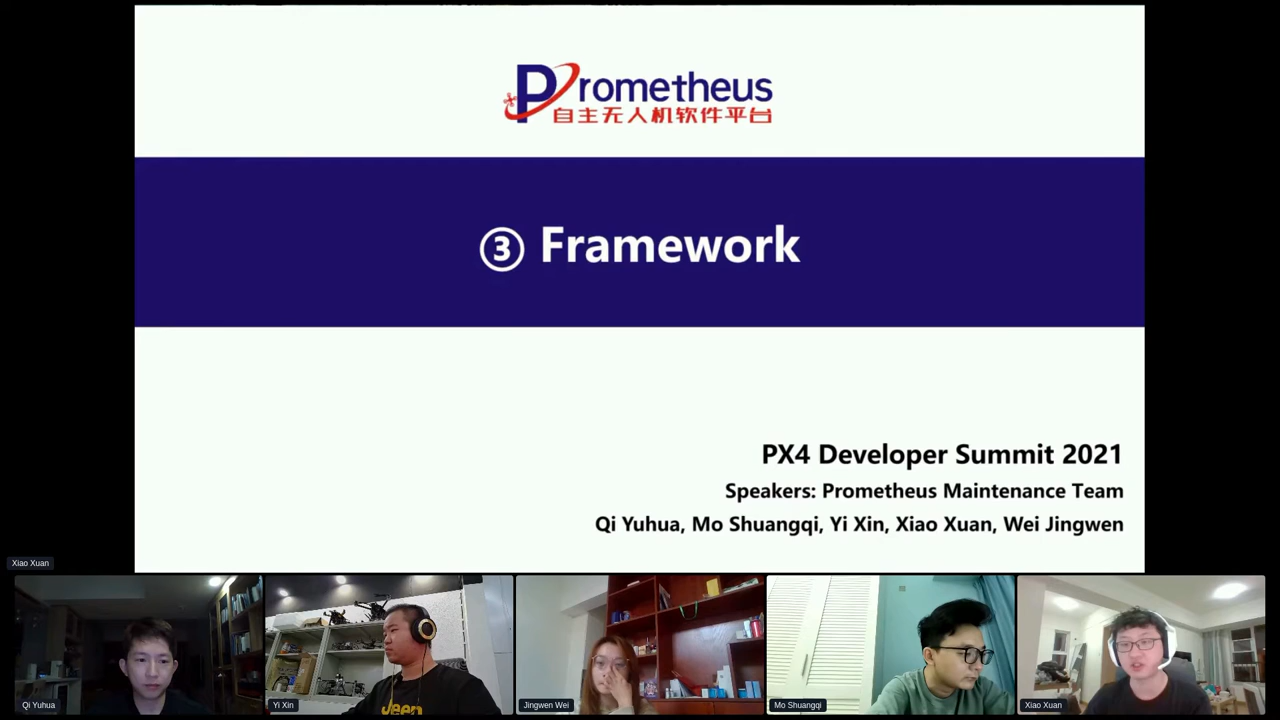 Prometheus
自主无人机软件平台
③ Framework
PX4 Developer Summit 2021
Speakers: Prometheus Maintenance Team
Qi Yuhua, Mo Shuangqi, Yi Xin, Xiao Xuan, Wei Jingwen
Xiao Xuan
Qi Yuhua
Yi Xin
Jeep
Jingwen Wei
Mo Shuangqi
Xiao Xuan